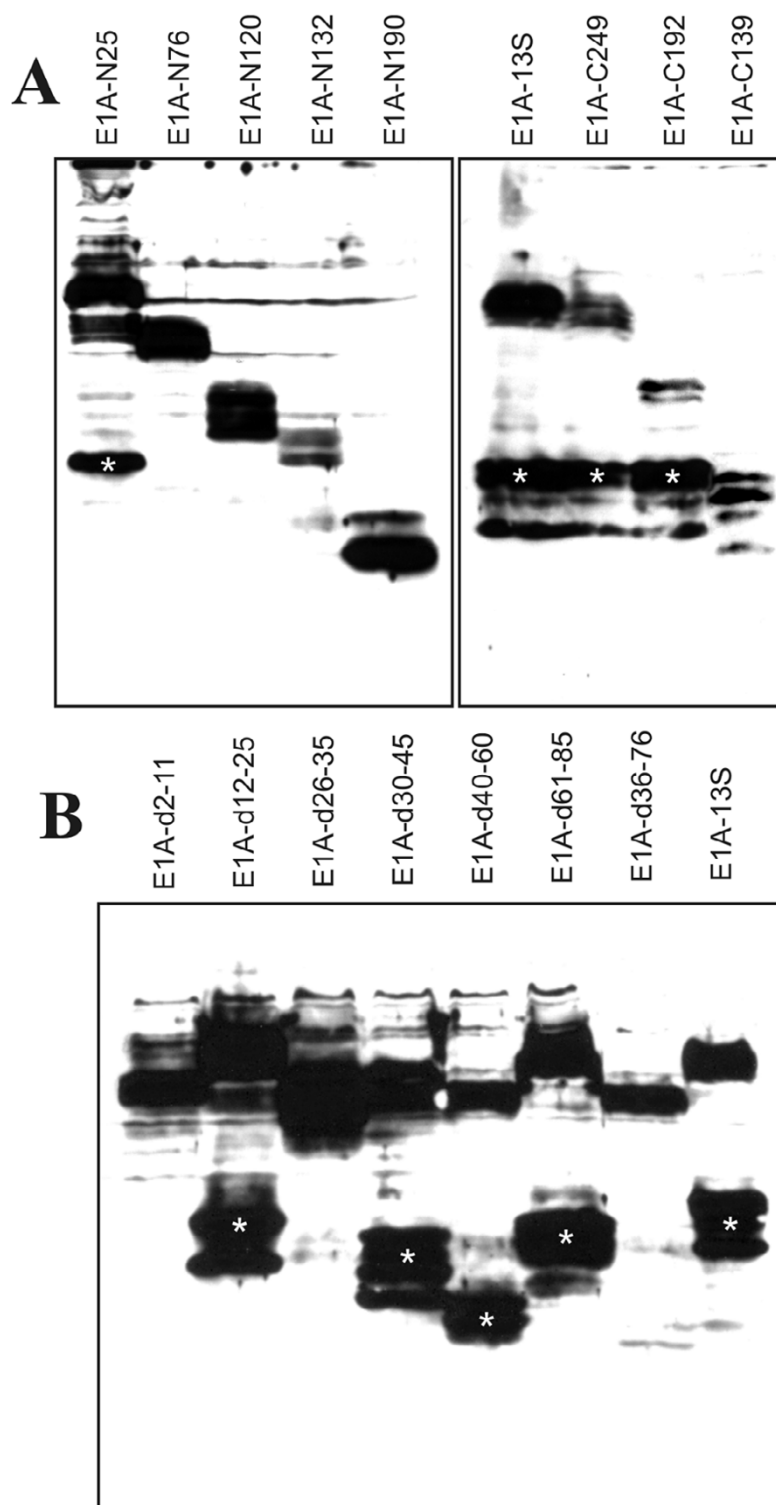 A
E1A-N25
E1A-N76
E1A-N120
E1A-N132
E1A-N190
E1A-13S
E1A-C249
E1A-C192
E1A-C139
*
* * *
B
E1A-d2-11
E1A-d12-25
E1A-d26-35
E1A-d30-45
E1A-d40-60
E1A-d61-85
E1A-d36-76
E1A-13S
* * * * *